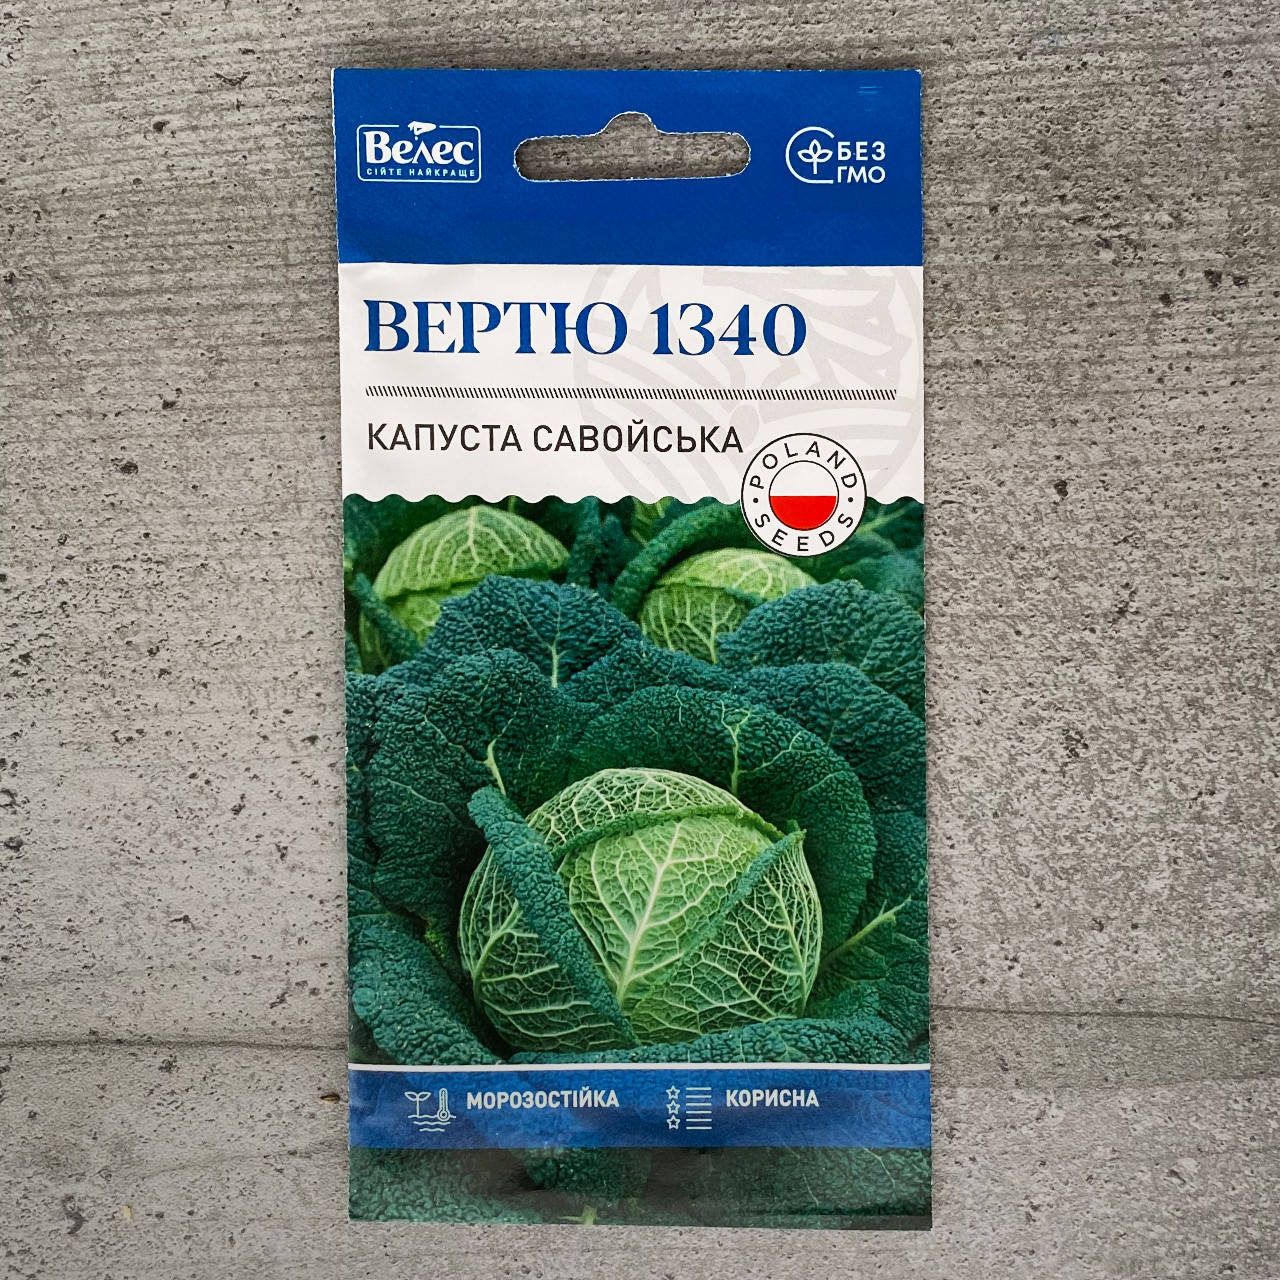 Велес
СІЙТЕ НАЙКРАЩЕ
БЕЗ
ГМО
ВЕРТЮ 1340
КАПУСТА САВОЙСЬКА
POLAND
SEEDS
МОРОЗОСТІЙКА
КОРИСНА